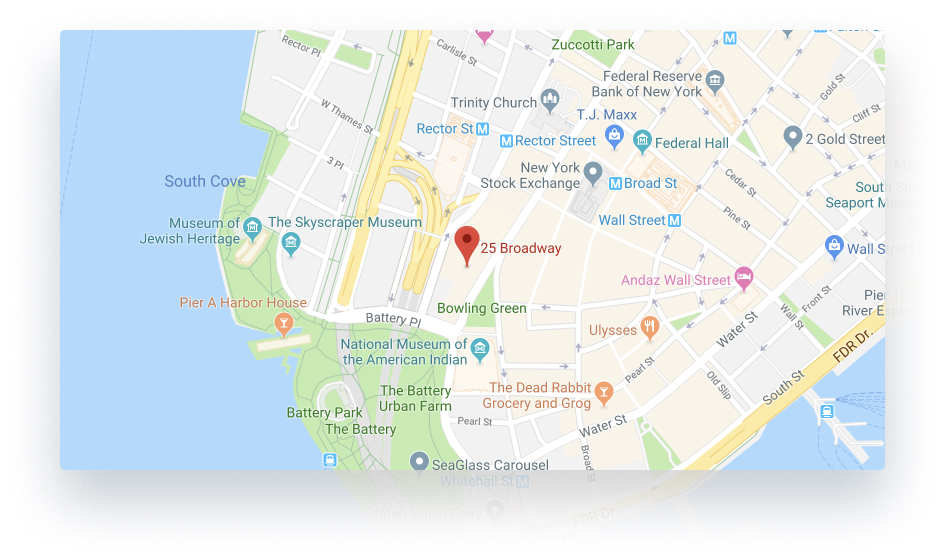 Rector Pl
Carlisle St
Zuccotti Park
Federal Reserve
Bank of New York
Gold St
Trinity Church
W Thames St
T.J. Maxx
Cliff St
Rector St M
M Rector Street
Federal Hall
2 Gold Street
3 Pl
New York
Stock Exchange
M Broad St
Cedar St
South Cove
Wall Street M
Pine St
Seaport
Museum of
Jewish Heritage
The Skyscraper Museum
25 Broadway
Wall S
Andaz Wall Street
Pier A Harbor House
Bowling Green
Front St
Wall St
Battery Pl
Ulysses
Water St
River E
National Museum of
the American Indian
Pearl St
FDR Dr.
The Battery
Urban Farm
The Dead Rabbit
Grocery and Grog
Old Slip
South St
Battery Park
The Battery
Pearl St
Water St
Broad St
SeaGlass Carousel
Whitehall St M
Staten Island Ferry
FDR Dr.